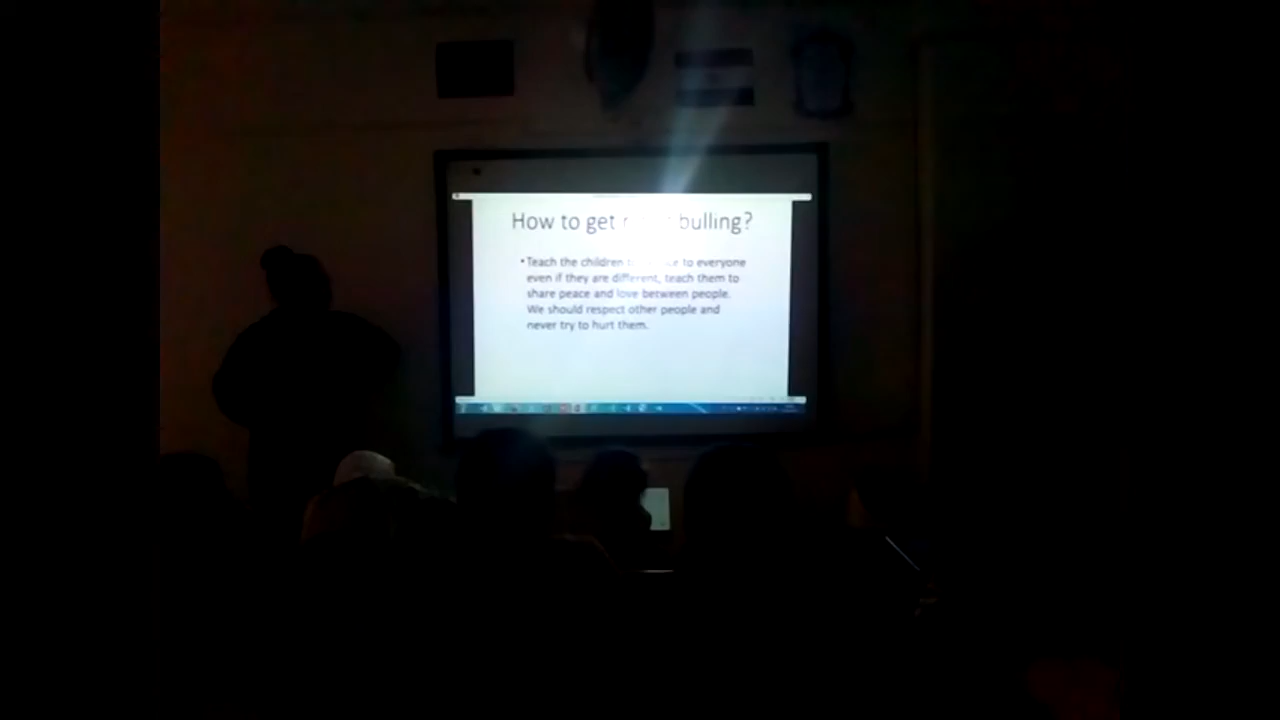 How to get bulling?
• Teach the children to everyone
even if they are different, teach them to
share peace and love between people.
We should respect other people and
never try to hurt them.